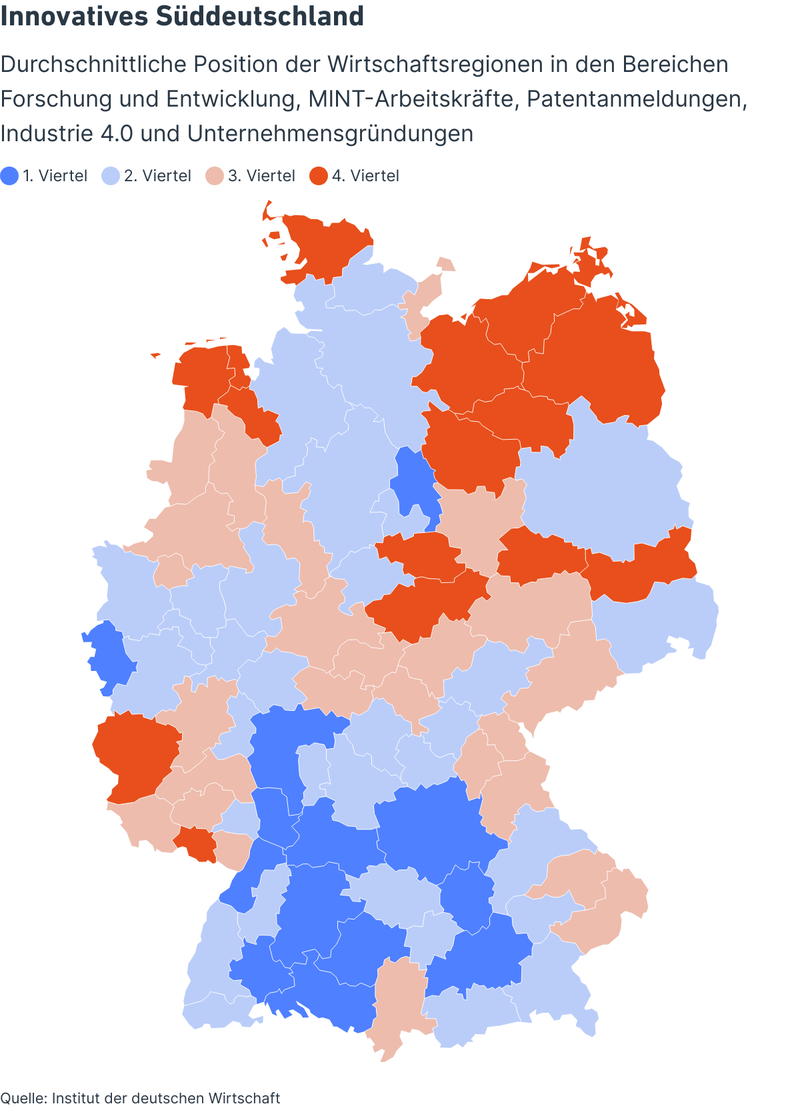 Innovatives Süddeutschland
Durchschnittliche Position der Wirtschaftsregionen in den Bereichen
Forschung und Entwicklung, MINT-Arbeitskräfte, Patentanmeldungen,
Industrie 4.0 und Unternehmensgründungen
1. Viertel 2. Viertel 3. Viertel 4. Viertel
Quelle: Institut der deutschen Wirtschaft